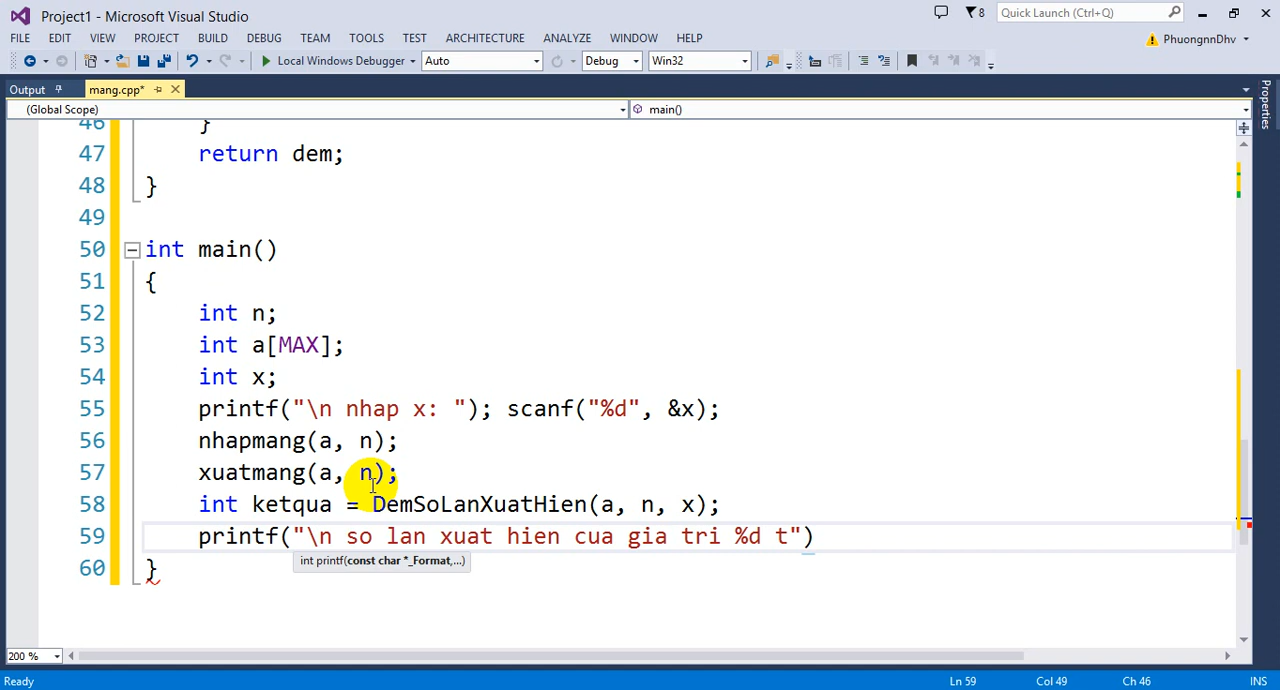 Project1 - Microsoft Visual Studio
8
Quick Launch (Ctrl+Q)
FILE EDIT VIEW PROJECT BUILD DEBUG TEAM TOOLS TEST ARCHITECTURE ANALYZE WINDOW HELP
PhuongnnDhv
Local Windows Debugger Auto Debug Win32
Output mang.cpp*
(Global Scope) main()
Properties
46 }
47 return dem;
48 }
49
50 int main()
51 {
52 int n;
53 int a[MAX];
54 int x;
55 printf("\n nhap x: "); scanf("%d", &x);
56 nhapmang(a, n);
57 xuatmang(a, n);
58 int ketqua = DemSoLanXuatHien(a, n, x);
59 printf("\n so lan xuat hien cua gia tri %d t")
int printf(const char *_Format,...)
60 }
200 %
Ready Ln 59 Col 49 Ch 46 INS